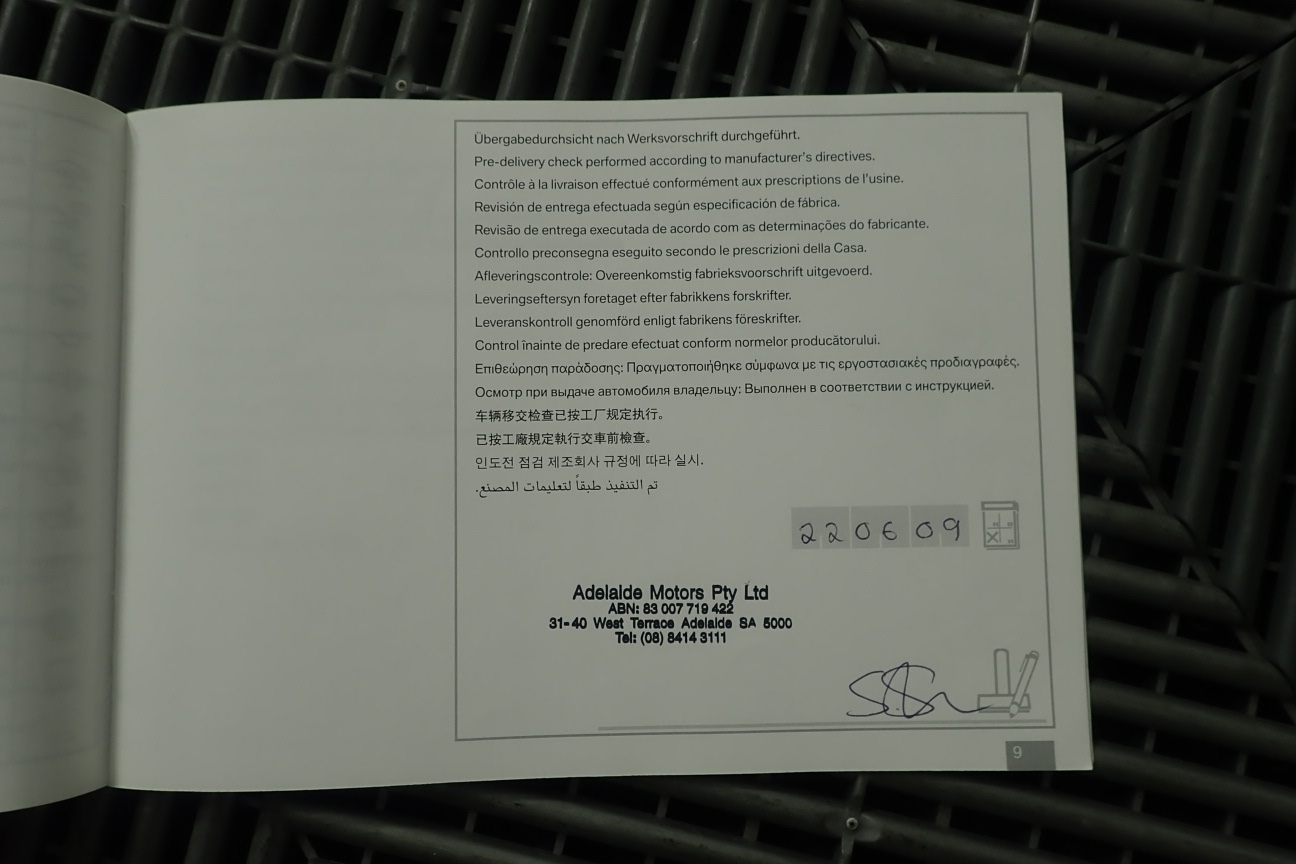 Übergabedurchsicht nach Werksvorschrift durchgeführt.
Pre-delivery check performed according to manufacturer's directives.
Contrôle à la livraison effectué conformément aux prescriptions de l'usine.
Revisión de entrega efectuada según especificación de fábrica.
Revisão de entrega executada de acordo com as determinações do fabricante.
Controllo preconsegna eseguito secondo le prescrizioni della Casa.
Afleveringscontrole: Overeenkomstig fabrieksvoorschrift uitgevoerd.
Leveringseftersyn foretaget efter fabrikkens forskrifter.
Leveranskontroll genomförd enligt fabrikens föreskrifter.
Control înainte de predare efectuat conform normelor producătorului.
Επιθεώρηση παράδοσης: Πραγματοποιήθηκε σύμφωνα με τις εργοστασιακές προδιαγραφές.
Осмотр при выдаче автомобиля владельцу: Выполнен в соответствии с инструкцией.
车辆移交检查已按工厂规定执行。
已按工廠規定執行交車前檢查。
인도전 점검 제조회사 규정에 따라 실시.
تم التنفيذ طبقاً لتعليمات المصنع.
220609
Adelaide Motors Pty Ltd
ABN: 83 007 719 422
31-40 West Terrace Adelaide SA 5000
Tel: (08) 8414 3111
9